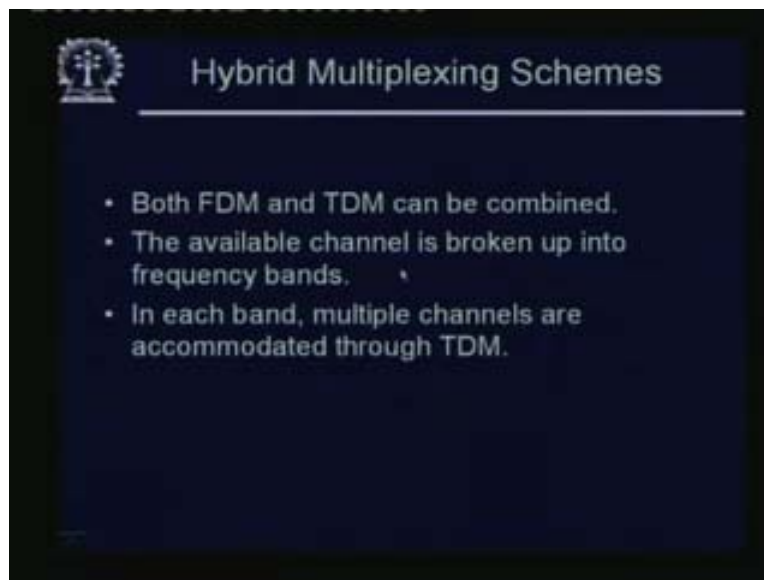 Hybrid Multiplexing Schemes
• Both FDM and TDM can be combined.
• The available channel is broken up into
frequency bands.
• In each band, multiple channels are
accommodated through TDM.